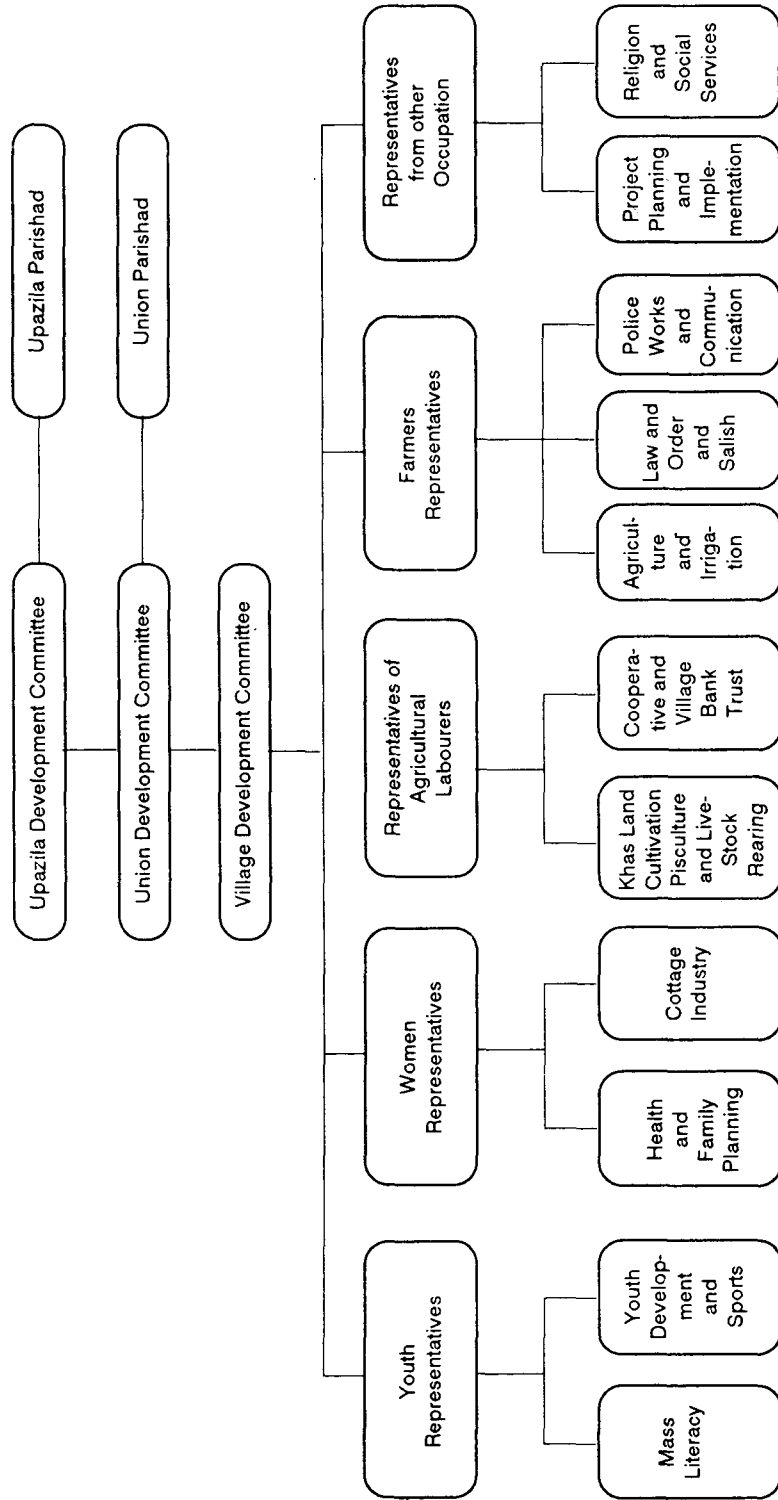 Upazila Development Committee
Upazila Parishad
Union Development Committee
Union Parishad
Village Development Committee
Youth
Representatives
Women
Representatives
Representatives of
Agricultural
Labourers
Farmers
Representatives
Representatives
from other
Occupation
Mass
Literacy
Youth
Develop-
ment
and
Sports
Health
and
Family
Planning
Cottage
Industry
Khas Land
Cultivation
Pisculture
and Live-
Stock
Rearing
Coopera-
tive and
Village
Bank
Trust
Agricul-
ture
and
Irriga-
tion
Law and
Order
and
Salish
Police
Works
and
Commu-
nication
Project
Planning
and
Imple-
mentation
Religion
and
Social
Services